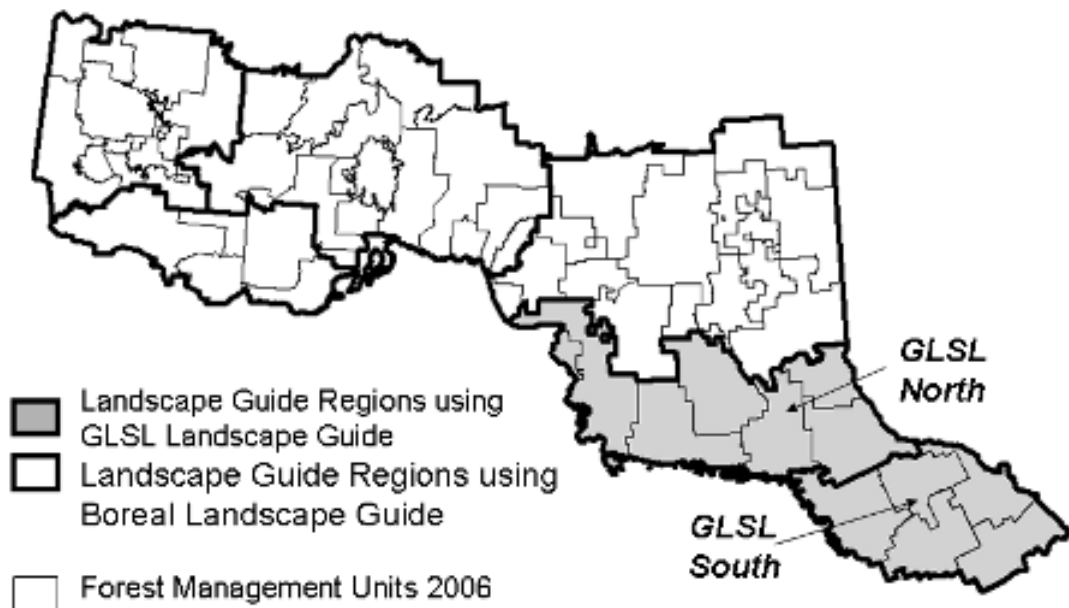 GLSL
North
Landscape Guide Regions using
GLSL Landscape Guide
Landscape Guide Regions using
Boreal Landscape Guide
GLSL
South
Forest Management Units 2006